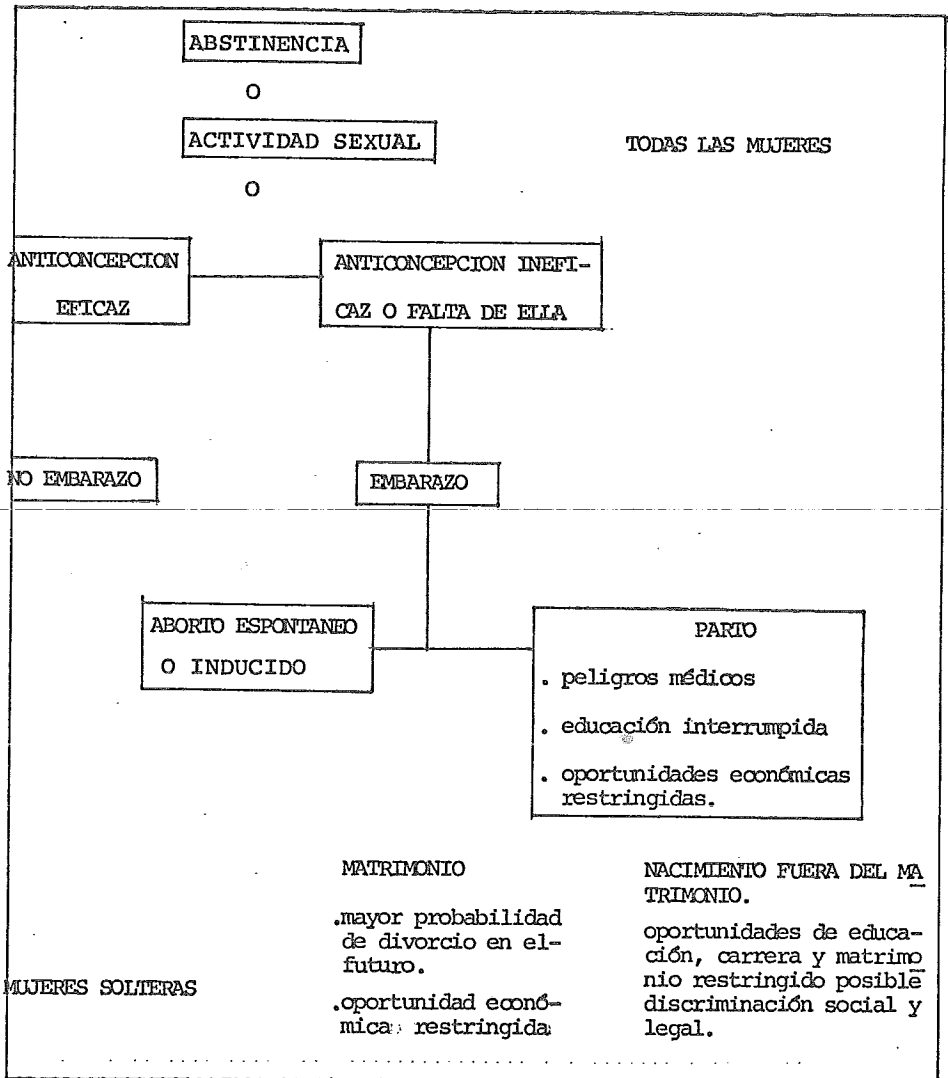 ABSTINENCIA
O
ACTIVIDAD SEXUAL
TODAS LAS MUJERES
O
ANTICONCEPCION
EFICAZ
ANTICONCEPCION INEFI-
CAZ O FALTA DE ELLA
NO EMBARAZO
EMBARAZO
ABORTO ESPONTANEO
O INDUCIDO
PARTO
. peligros médicos
. educación interrumpida
. oportunidades económicas
restringidas.
MATRIMONIO
.mayor probabilidad
de divorcio en el-
futuro.
.oportunidad econó-
mica restringida
NACIMIENTO FUERA DEL MA
TRIMONIO.
oportunidades de educa-
ción, carrera y matrimo
nio restringido posible
discriminación social y
legal.
MUJERES SOLTERAS